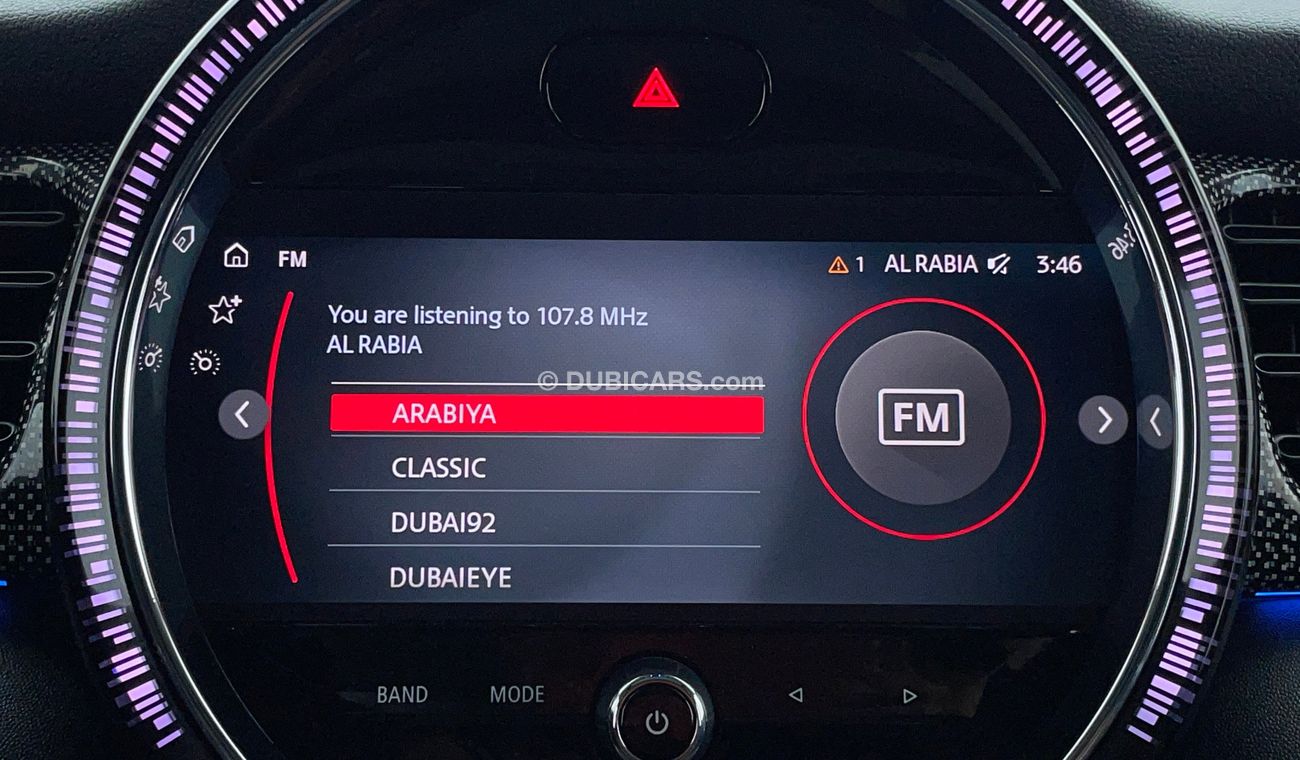 FM
1 AL RABIA 3:46
You are listening to 107.8 MHz
AL RABIA
© DUBICARS.com
ARABIYA
FM
CLASSIC
DUBAI92
DUBAIEYE
BAND MODE